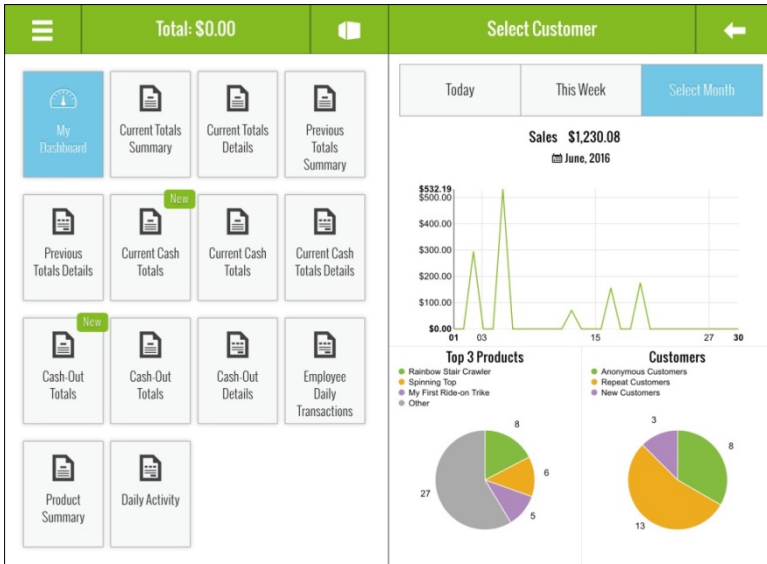 Total: $0.00
Select Customer
My
Dashboard
Current Totals
Summary
Current Totals
Details
Previous
Totals
Summary
Previous
Totals Details
New
Current Cash
Totals
Current Cash
Totals
Current Cash
Totals Details
New
Cash-Out
Totals
Cash-Out
Totals
Cash-Out
Details
Employee
Daily
Transactions
Product
Summary
Daily Activity
Today
This Week
Select Month
Sales $1,230.08
June, 2016
$532.19
$500.00
$400.00
$300.00
$200.00
$100.00
$0.00
01 03 15 27 30
Top 3 Products
Rainbow Stair Crawler
Spinning Top
My First Ride-on Trike
Other
8
6
5
27
Customers
Anonymous Customers
Repeat Customers
New Customers
3
8
13